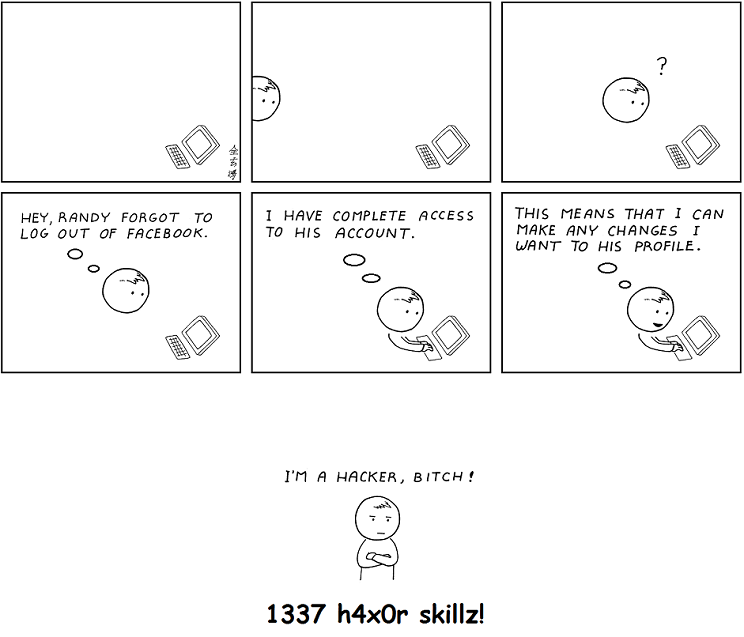 ?
HEY, RANDY FORGOT TO
LOG OUT OF FACEBOOK.
I HAVE COMPLETE ACCESS
TO HIS ACCOUNT.
THIS MEANS THAT I CAN
MAKE ANY CHANGES I
WANT TO HIS PROFILE.
I'M A HACKER, BITCH!
1337 h4x0r skillz!